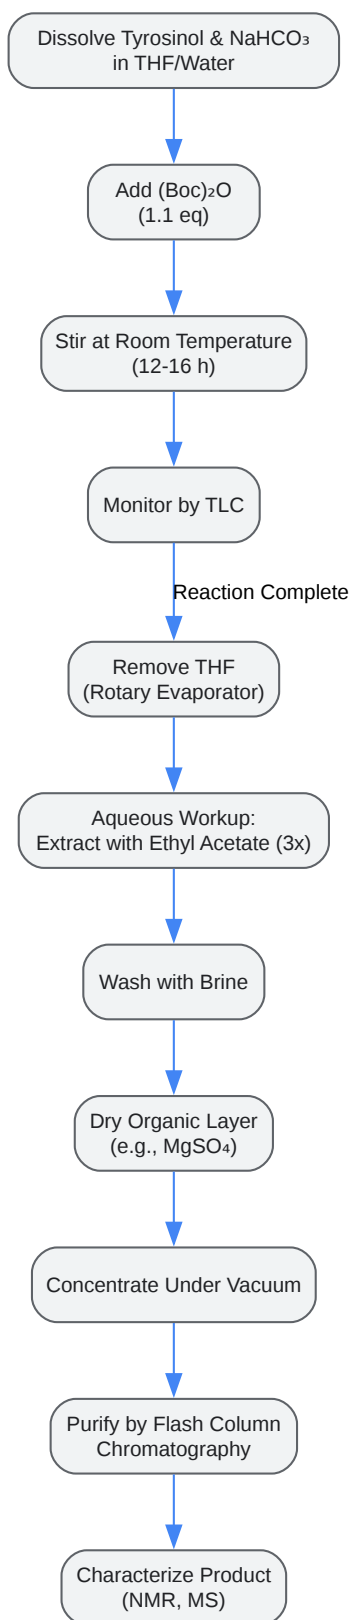 Dissolve Tyrosinol & NaHCO₃
in THF/Water
Add (Boc)₂O
(1.1 eq)
Stir at Room Temperature
(12-16 h)
Monitor by TLC
Reaction Complete
Remove THF
(Rotary Evaporator)
Aqueous Workup:
Extract with Ethyl Acetate (3x)
Wash with Brine
Dry Organic Layer
(e.g., MgSO₄)
Concentrate Under Vacuum
Purify by Flash Column
Chromatography
Characterize Product
(NMR, MS)